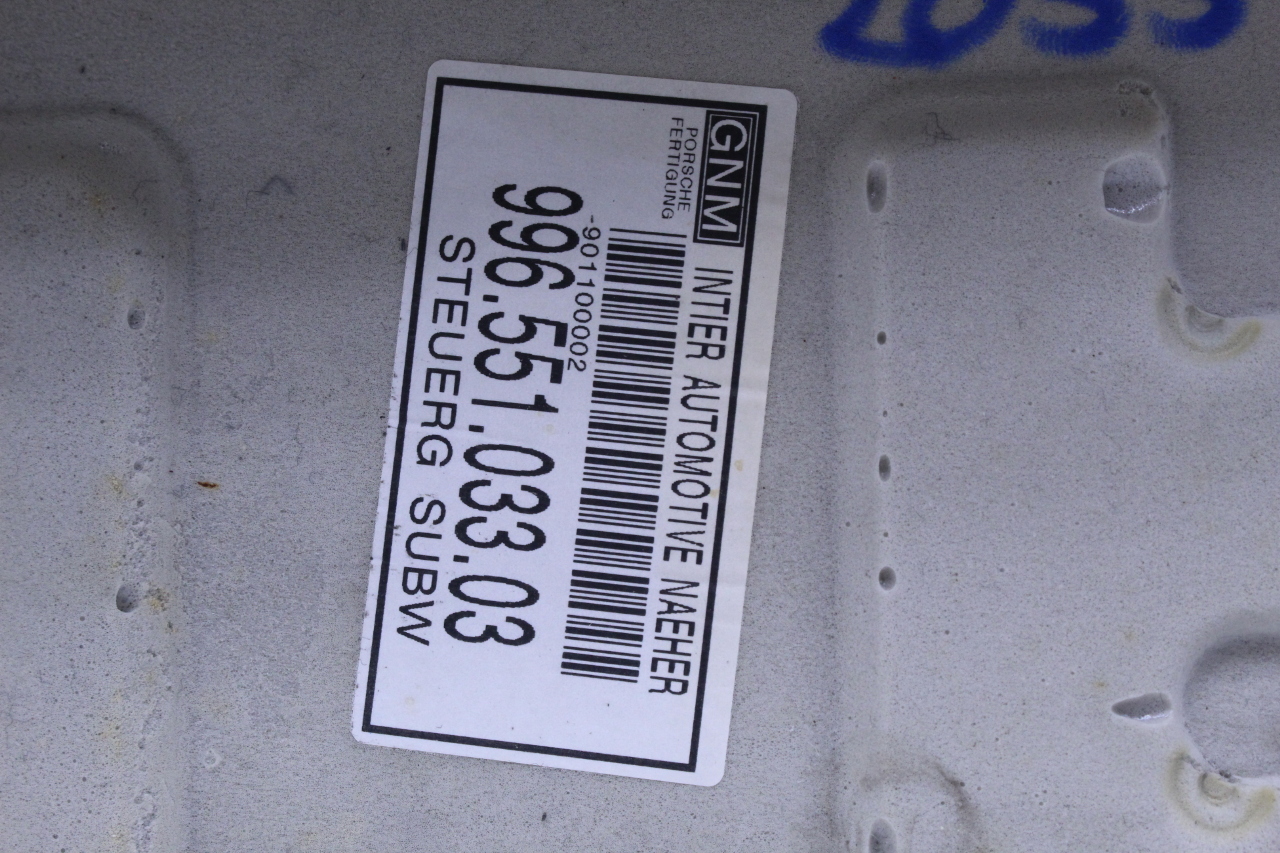 GNM
INTIER AUTOMOTIVE NAEHER
PORSCHE
FERTIGUNG
-901100002
996.551.033.03
STEUERG SUBW